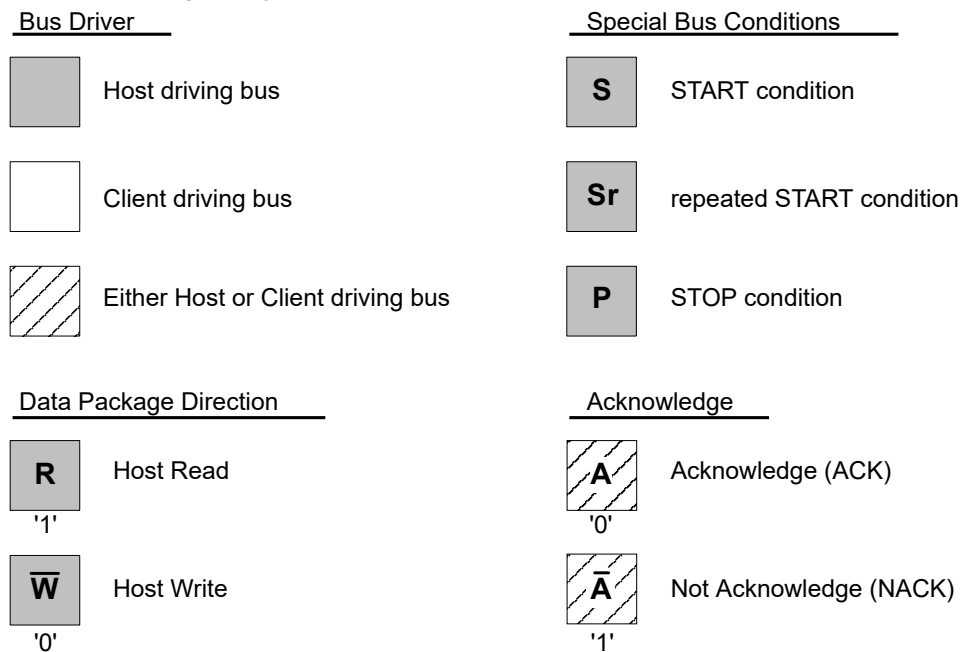 Bus Driver
Host driving bus
Client driving bus
Either Host or Client driving bus
Special Bus Conditions
S START condition
Sr repeated START condition
P STOP condition
Data Package Direction
R Host Read
'1'
W̅ Host Write
'0'
Acknowledge
A Acknowledge (ACK)
'0'
A̅ Not Acknowledge (NACK)
'1'